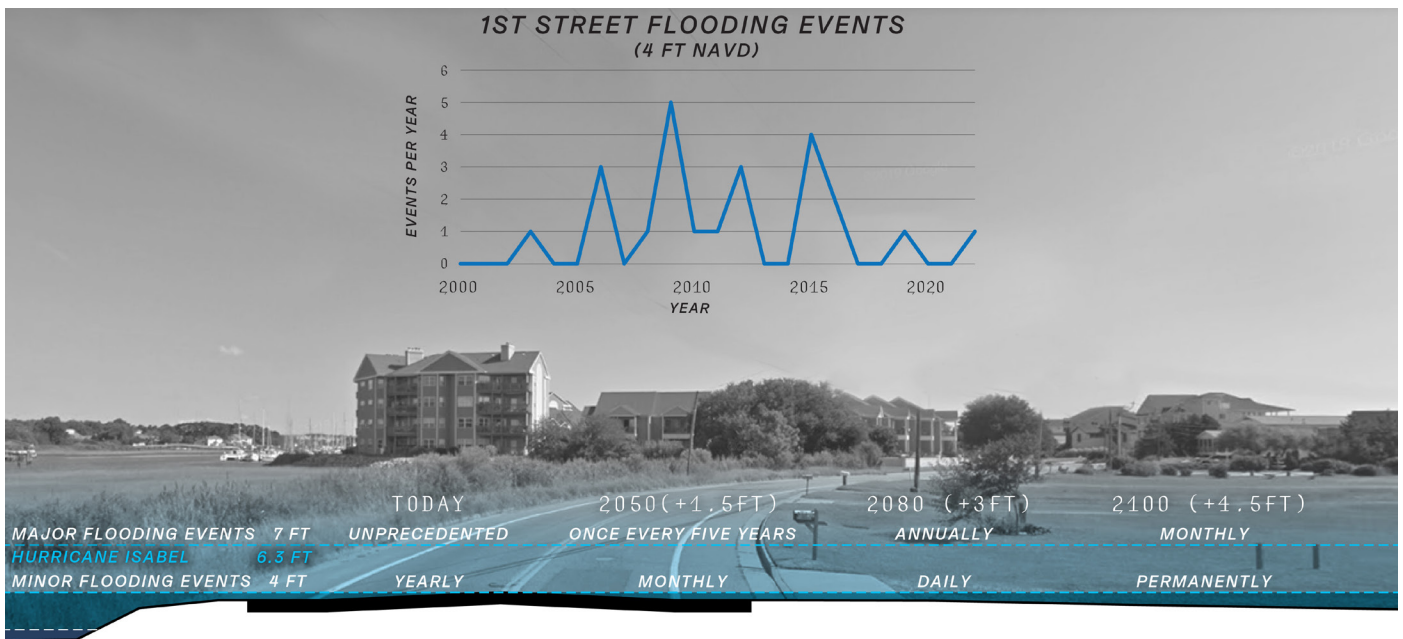 1ST STREET FLOODING EVENTS
(4 FT NAVD)
EVENTS PER YEAR
6
5
4
3
2
1
0
2000 2005 2010 2015 2020
YEAR
TODAY 2050(+1.5FT) 2080 (+3FT) 2100 (+4.5FT)
MAJOR FLOODING EVENTS 7 FT UNPRECEDENTED ONCE EVERY FIVE YEARS ANNUALLY MONTHLY
HURRICANE ISABEL 6.3 FT
MINOR FLOODING EVENTS 4 FT YEARLY MONTHLY DAILY PERMANENTLY